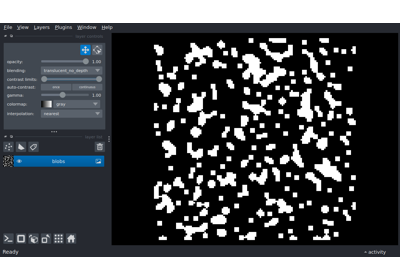 File View Layers Plugins Window Help
opacity: 1.00
blending: translucent_no_depth
contrast limits:
auto-contrast: once continuous
gamma: 1.00
colormap: gray
interpolation: nearest
blobs
Ready
activity